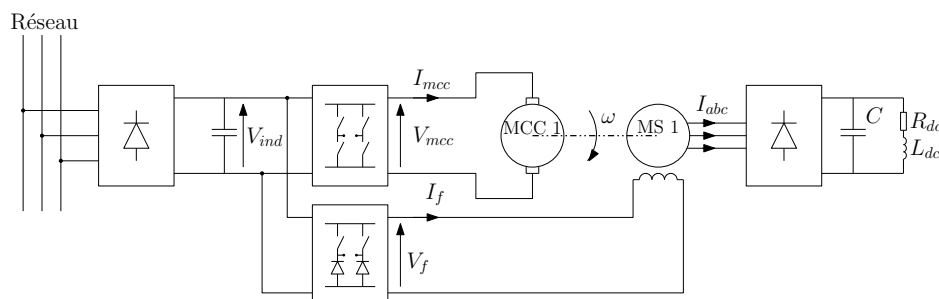 Réseau
V_ind
I_mcc
V_mcc
MCC 1
ω
MS 1
I_abc
C
R_dc
L_dc
I_f
V_f